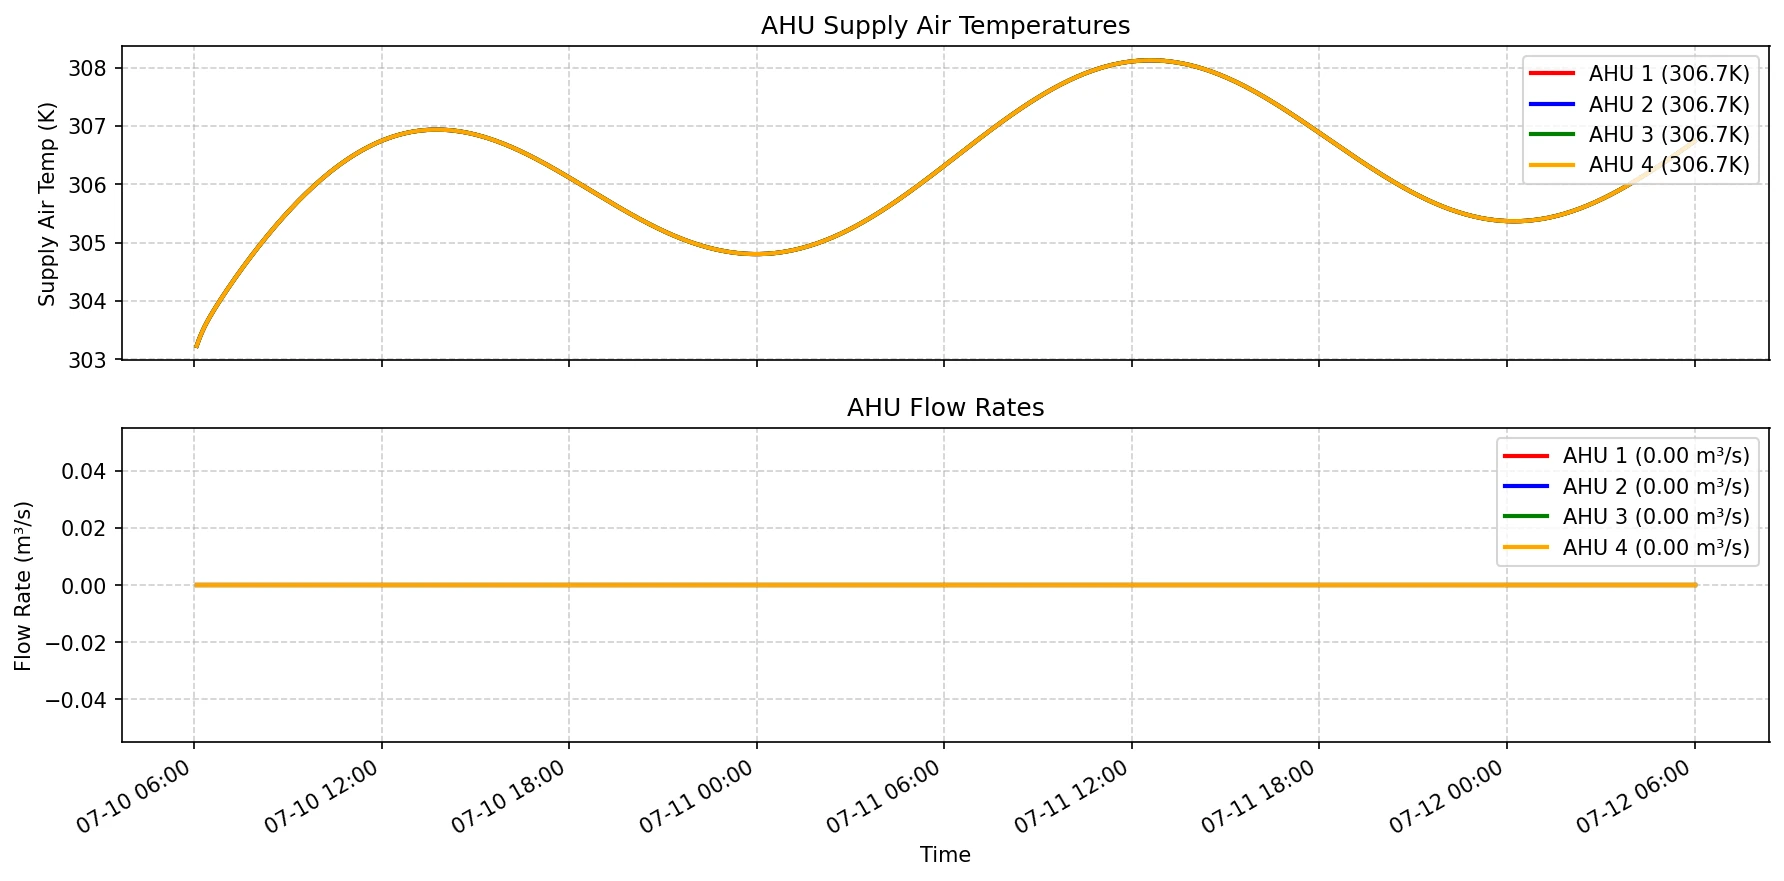 AHU Supply Air Temperatures
Supply Air Temp (K)
308
307
306
305
304
303
AHU 1 (306.7K)
AHU 2 (306.7K)
AHU 3 (306.7K)
AHU 4 (306.7K)
AHU Flow Rates
Flow Rate (m³/s)
0.04
0.02
0.00
−0.02
−0.04
AHU 1 (0.00 m³/s)
AHU 2 (0.00 m³/s)
AHU 3 (0.00 m³/s)
AHU 4 (0.00 m³/s)
07-10 06:00
07-10 12:00
07-10 18:00
07-11 00:00
07-11 06:00
07-11 12:00
07-11 18:00
07-12 00:00
07-12 06:00
Time